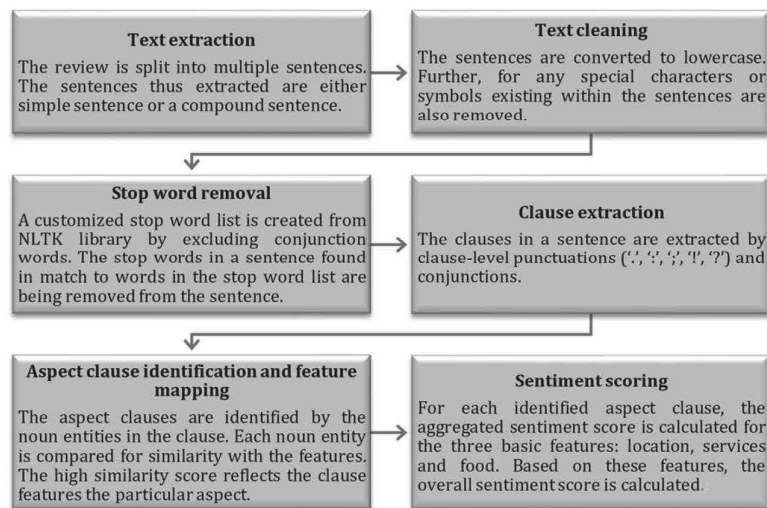 Text extraction
The review is split into multiple sentences.
The sentences thus extracted are either
simple sentence or a compound sentence.
Text cleaning
The sentences are converted to lowercase.
Further, for any special characters or
symbols existing within the sentences are
also removed.
Stop word removal
A customized stop word list is created from
NLTK library by excluding conjunction
words. The stop words in a sentence found
in match to words in the stop word list are
being removed from the sentence.
Clause extraction
The clauses in a sentence are extracted by
clause-level punctuations (‘.’, ‘:’, ‘;’, ‘!’, ‘?’) and
conjunctions.
Aspect clause identification and feature
mapping
The aspect clauses are identified by the
noun entities in the clause. Each noun entity
is compared for similarity with the features.
The high similarity score reflects the clause
features the particular aspect.
Sentiment scoring
For each identified aspect clause, the
aggregated sentiment score is calculated for
the three basic features: location, services
and food. Based on these features, the
overall sentiment score is calculated.